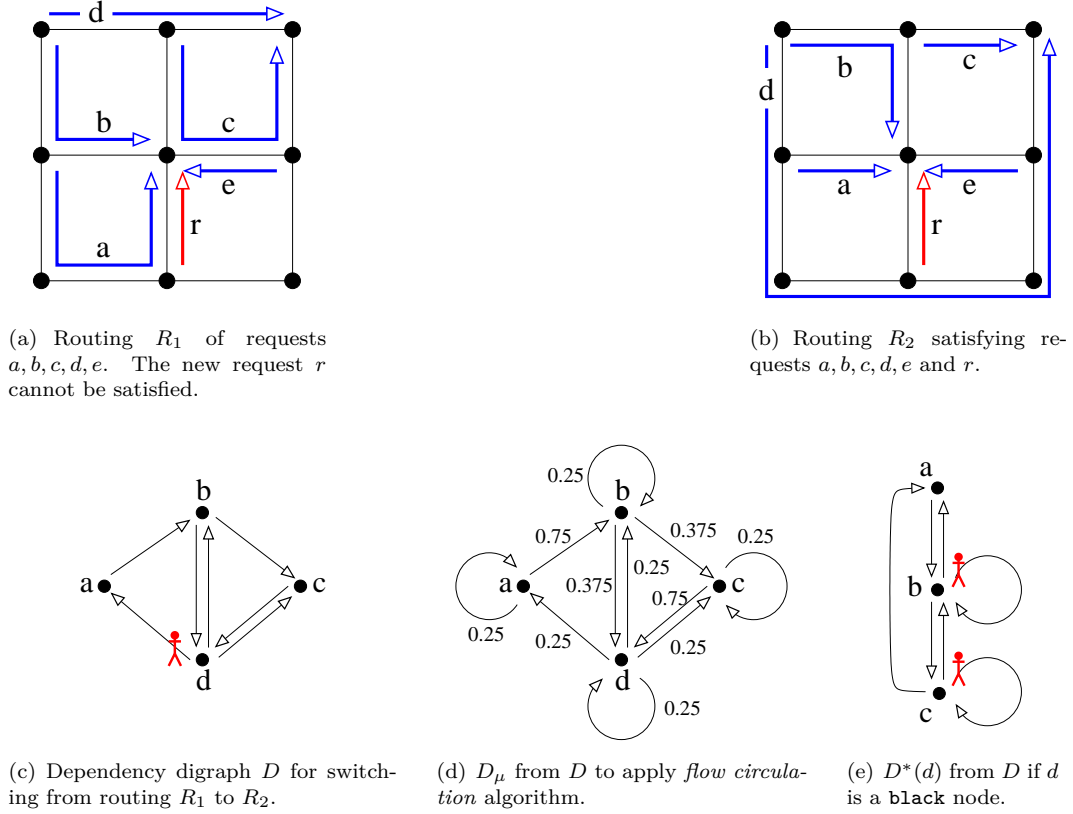 d
b
c
a
e
r
d
b
c
a
e
r
(a) Routing R₁ of requests
a, b, c, d, e. The new request r
cannot be satisfied.
(b) Routing R₂ satisfying re-
quests a, b, c, d, e and r.
b
a
c
d
0.25
b
0.75
0.375
0.25
a
0.375
0.25
0.75
c
0.25
0.25
0.25
d
0.25
a
b
c
(c) Dependency digraph D for switch-
ing from routing R₁ to R₂.
(d) Dμ from D to apply flow circula-
tion algorithm.
(e) D*(d) from D if d
is a black node.